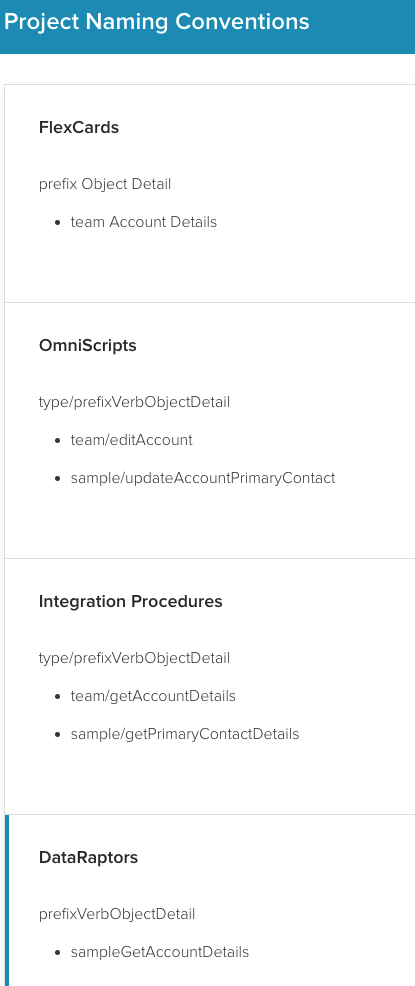 Project Naming Conventions
FlexCards
prefix Object Detail
team Account Details
OmniScripts
type/prefixVerbObjectDetail
team/editAccount
sample/updateAccountPrimaryContact
Integration Procedures
type/prefixVerbObjectDetail
team/getAccountDetails
sample/getPrimaryContactDetails
DataRaptors
prefixVerbObjectDetail
sampleGetAccountDetails